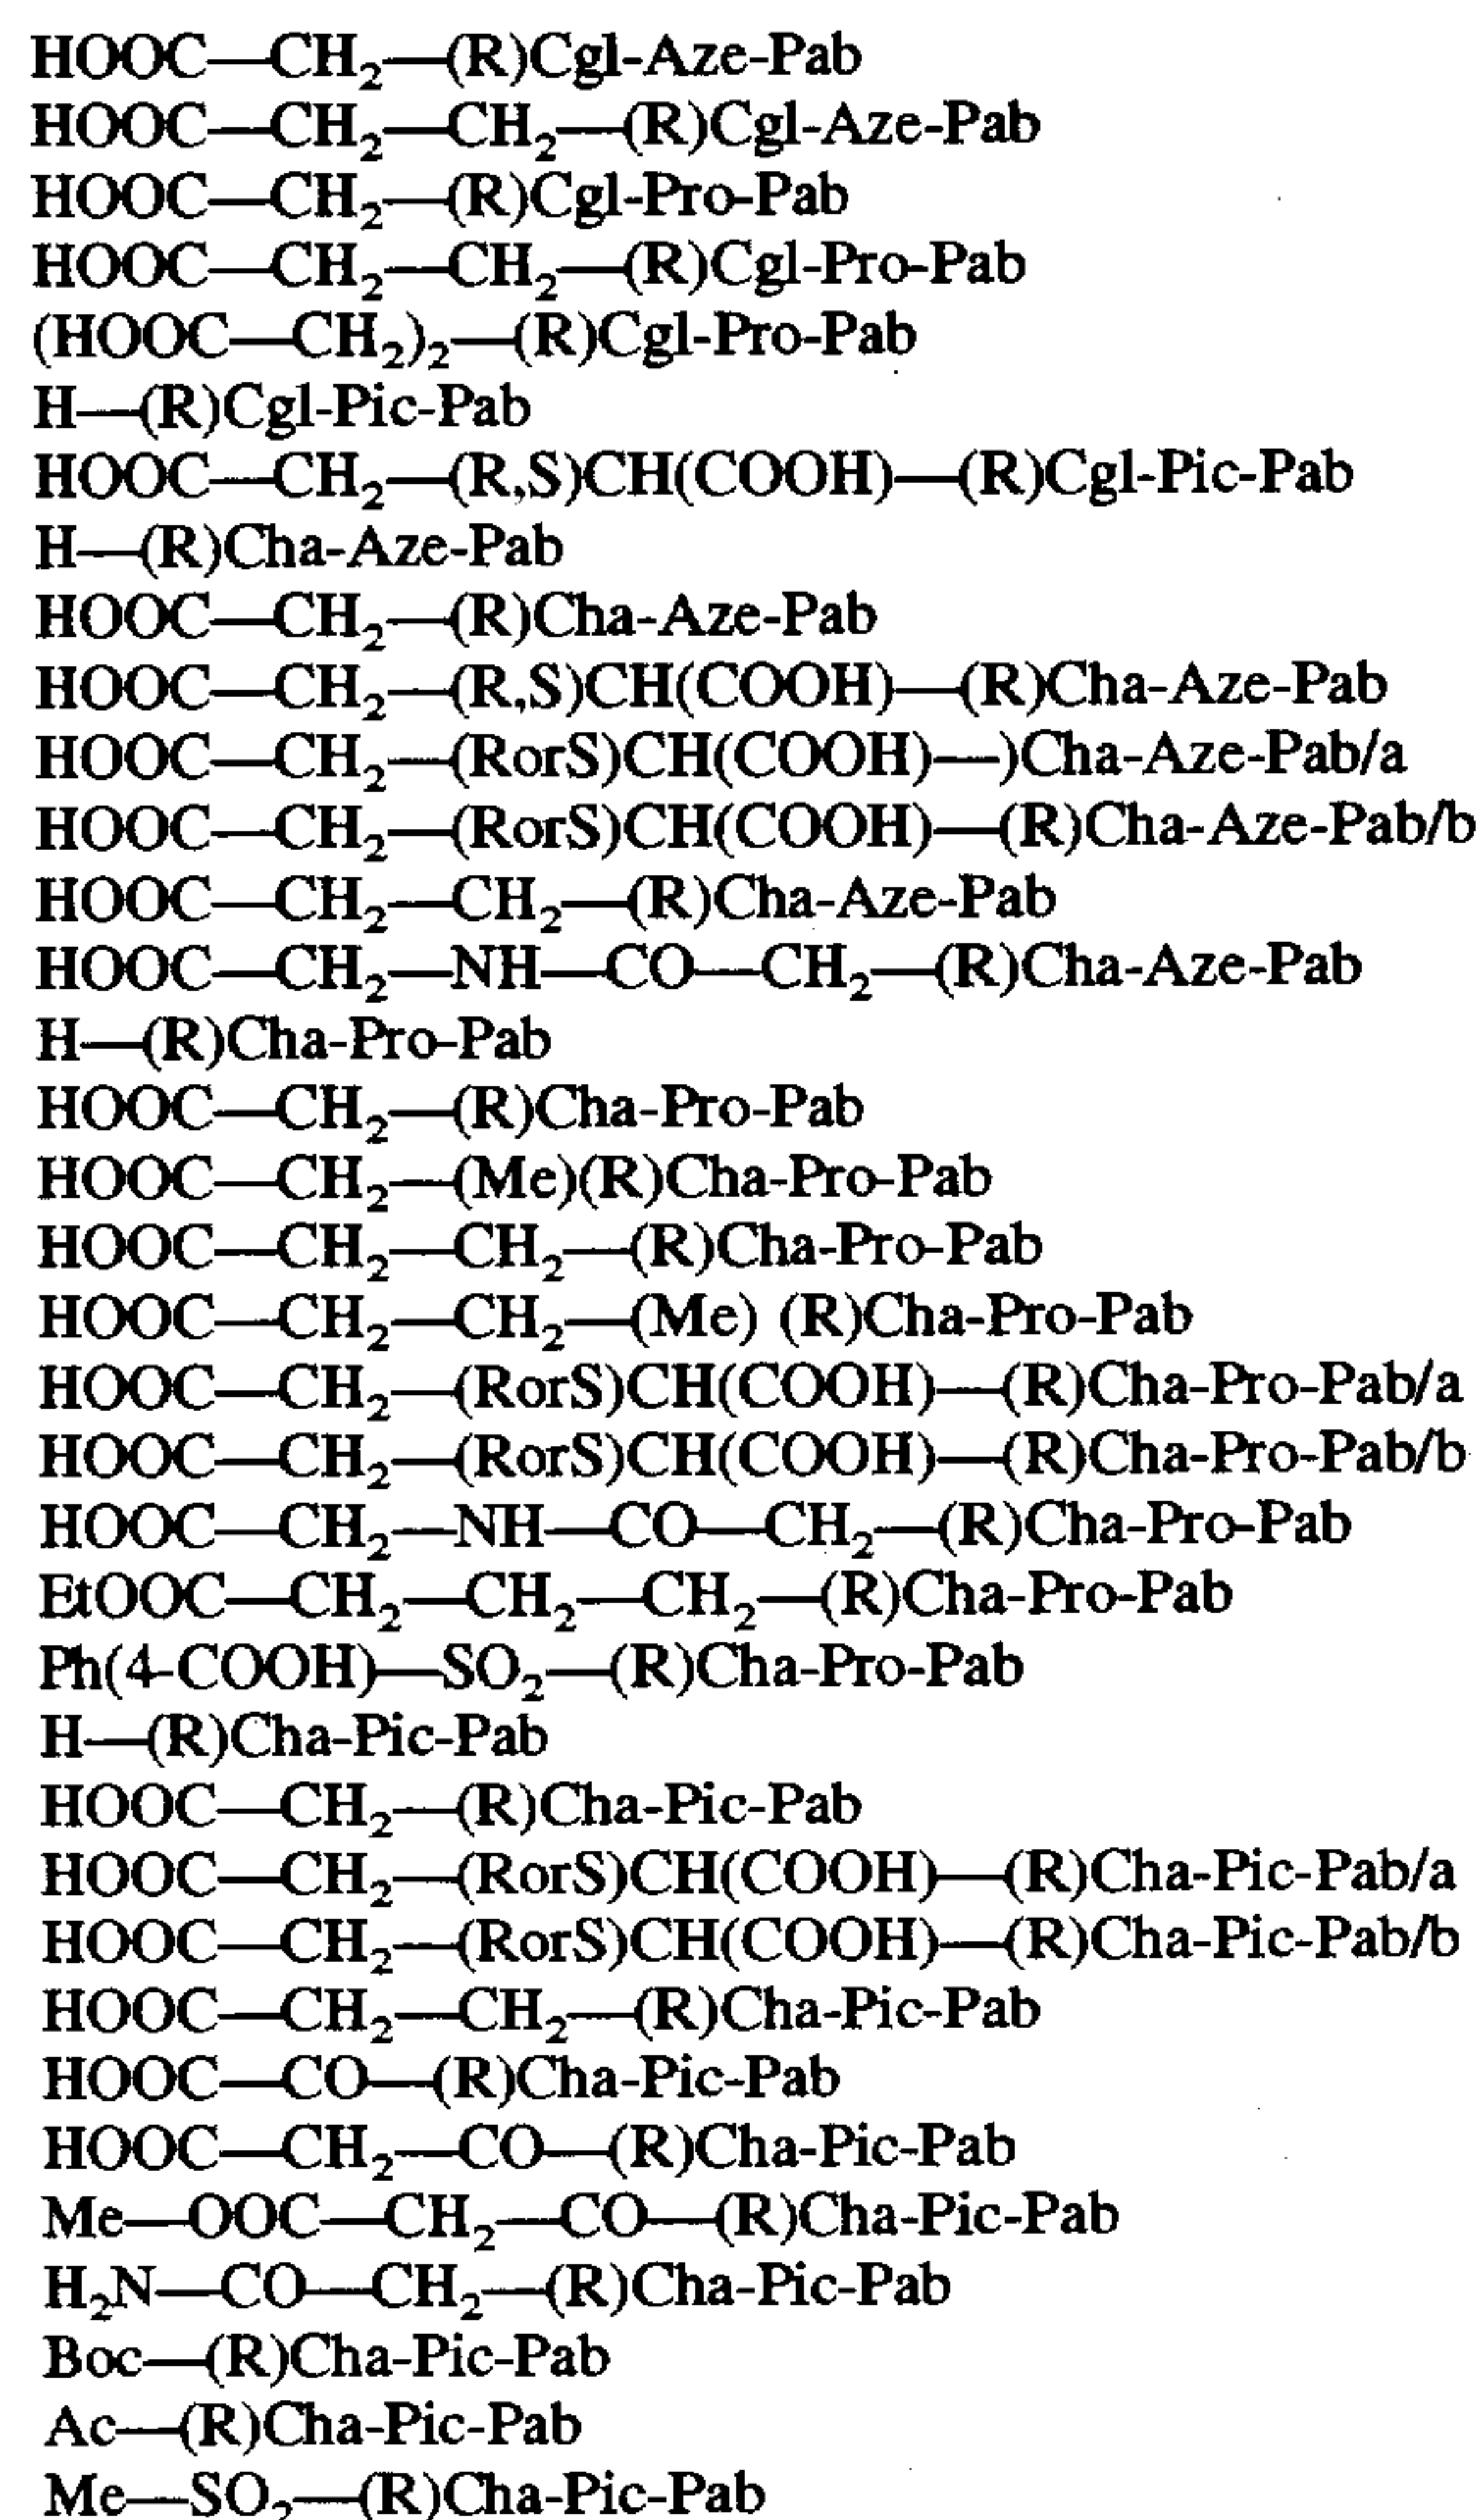 HOOC—CH₂—(R)Cgl-Aze-Pab
HOOC—CH₂—CH₂—(R)Cgl-Aze-Pab
HOOC—CH₂—(R)Cgl-Pro-Pab
HOOC—CH₂—CH₂—(R)Cgl-Pro-Pab
(HOOC—CH₂)₂—(R)Cgl-Pro-Pab
H—(R)Cgl-Pic-Pab
HOOC—CH₂—(R,S)CH(COOH)—(R)Cgl-Pic-Pab
H—(R)Cha-Aze-Pab
HOOC—CH₂—(R)Cha-Aze-Pab
HOOC—CH₂—(R,S)CH(COOH)—(R)Cha-Aze-Pab
HOOC—CH₂—(RorS)CH(COOH)—)Cha-Aze-Pab/a
HOOC—CH₂—(RorS)CH(COOH)—(R)Cha-Aze-Pab/b
HOOC—CH₂—CH₂—(R)Cha-Aze-Pab
HOOC—CH₂—NH—CO—CH₂—(R)Cha-Aze-Pab
H—(R)Cha-Pro-Pab
HOOC—CH₂—(R)Cha-Pro-Pab
HOOC—CH₂—(Me)(R)Cha-Pro-Pab
HOOC—CH₂—CH₂—(R)Cha-Pro-Pab
HOOC—CH₂—CH₂—(Me) (R)Cha-Pro-Pab
HOOC—CH₂—(RorS)CH(COOH)—(R)Cha-Pro-Pab/a
HOOC—CH₂—(RorS)CH(COOH)—(R)Cha-Pro-Pab/b
HOOC—CH₂—NH—CO—CH₂—(R)Cha-Pro-Pab
EtOOC—CH₂—CH₂—CH₂—(R)Cha-Pro-Pab
Ph(4-COOH)—SO₂—(R)Cha-Pro-Pab
H—(R)Cha-Pic-Pab
HOOC—CH₂—(R)Cha-Pic-Pab
HOOC—CH₂—(RorS)CH(COOH)—(R)Cha-Pic-Pab/a
HOOC—CH₂—(RorS)CH(COOH)—(R)Cha-Pic-Pab/b
HOOC—CH₂—CH₂—(R)Cha-Pic-Pab
HOOC—CO—(R)Cha-Pic-Pab
HOOC—CH₂—CO—(R)Cha-Pic-Pab
Me—OOC—CH₂—CO—(R)Cha-Pic-Pab
H₂N—CO—CH₂—(R)Cha-Pic-Pab
Boc—(R)Cha-Pic-Pab
Ac—(R)Cha-Pic-Pab
Me—SO₂—(R)Cha-Pic-Pab